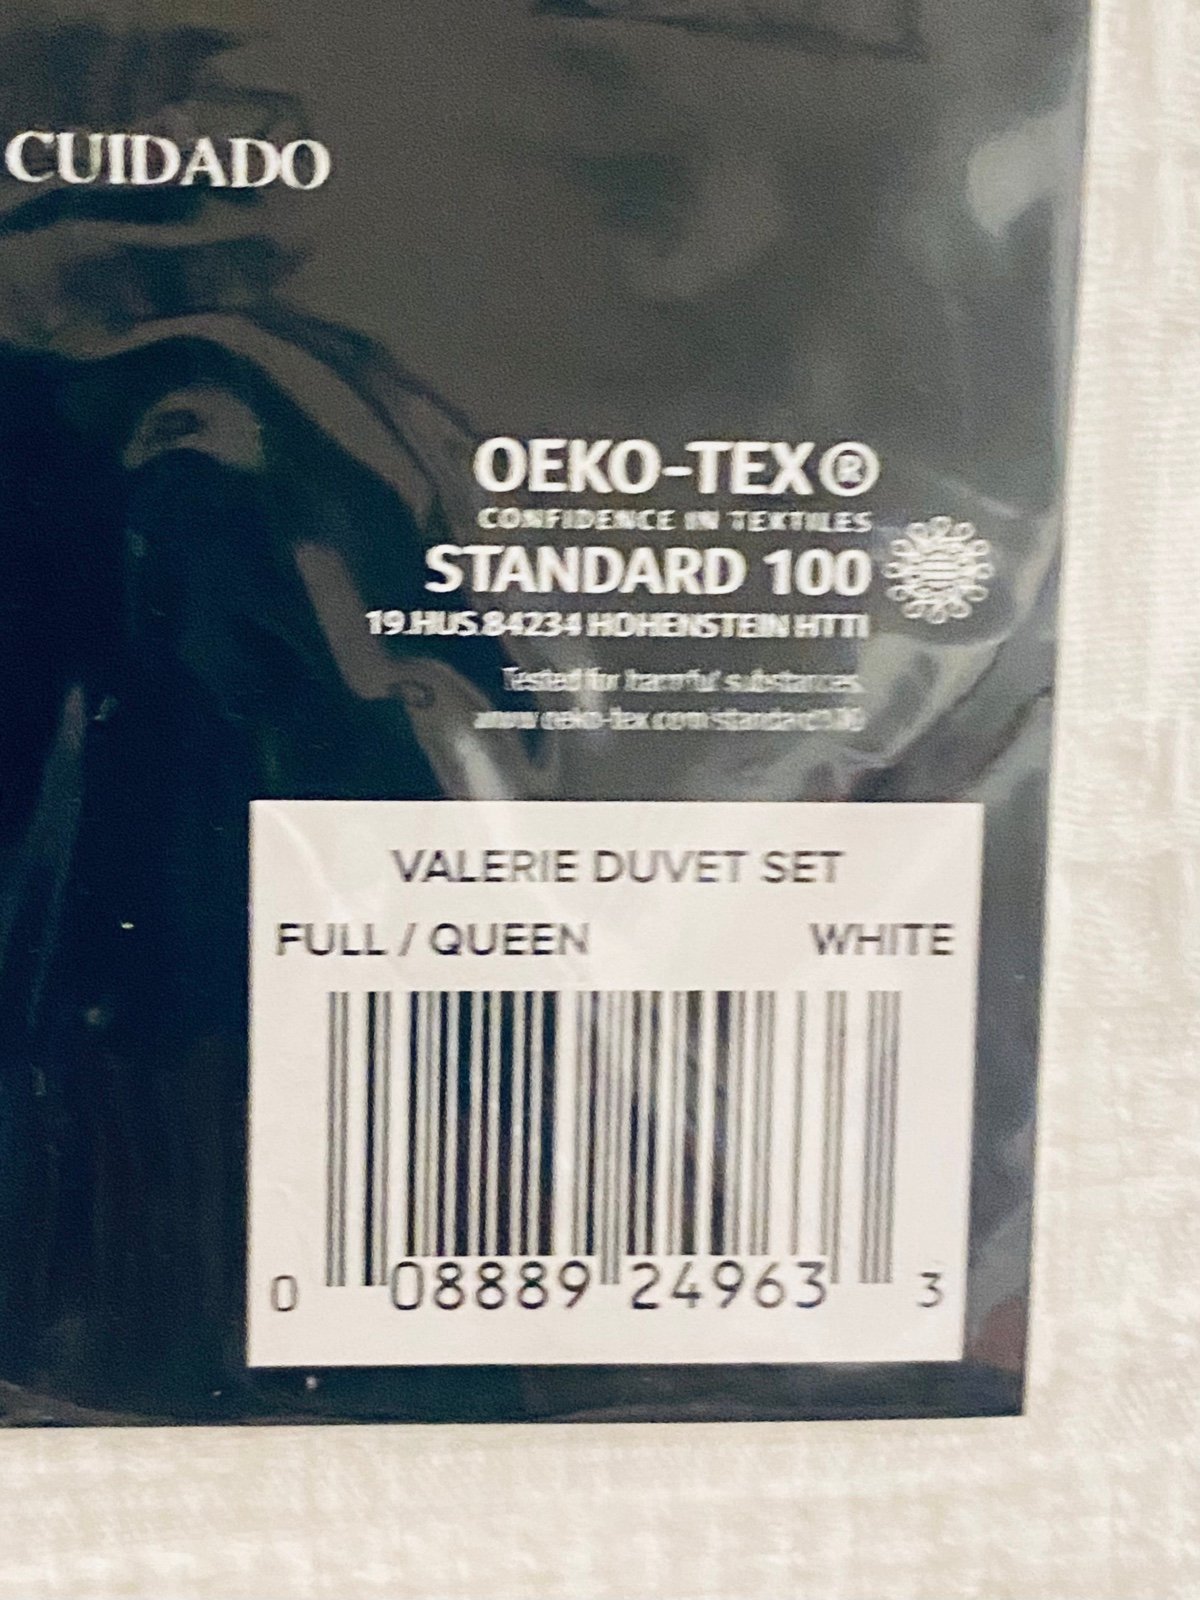 CUIDADO
OEKO-TEX®
CONFIDENCE IN TEXTILES
STANDARD 100
19.HUS.84234 HOHENSTEIN HTTI
Tested for harmful substances.
www.oeko-tex.com/standard100
VALERIE DUVET SET
FULL / QUEEN WHITE
0 08889 24963 3